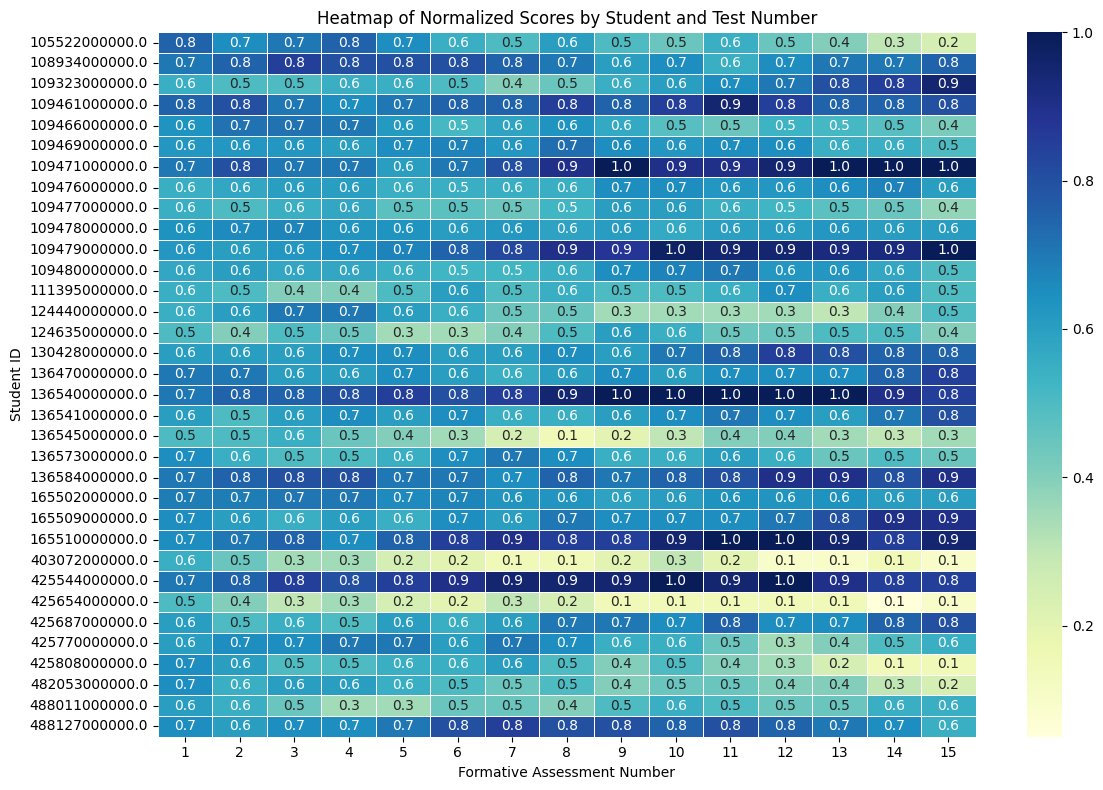 Heatmap of Normalized Scores by Student and Test Number
105522000000.0 0.8 0.7 0.7 0.8 0.7 0.6 0.5 0.6 0.5 0.5 0.6 0.5 0.4 0.3 0.2
108934000000.0 0.7 0.8 0.8 0.8 0.8 0.8 0.8 0.7 0.6 0.7 0.6 0.7 0.7 0.7 0.8
109323000000.0 0.6 0.5 0.5 0.6 0.6 0.5 0.4 0.5 0.6 0.6 0.7 0.7 0.8 0.8 0.9
109461000000.0 0.8 0.8 0.7 0.7 0.7 0.8 0.8 0.8 0.8 0.8 0.9 0.8 0.8 0.8 0.8
109466000000.0 0.6 0.7 0.7 0.7 0.6 0.5 0.6 0.6 0.6 0.5 0.5 0.5 0.5 0.5 0.4
109469000000.0 0.6 0.6 0.6 0.6 0.7 0.7 0.6 0.7 0.6 0.6 0.7 0.6 0.6 0.6 0.5
109471000000.0 0.7 0.8 0.7 0.7 0.6 0.7 0.8 0.9 1.0 0.9 0.9 0.9 1.0 1.0 1.0
109476000000.0 0.6 0.6 0.6 0.6 0.6 0.5 0.6 0.6 0.7 0.7 0.6 0.6 0.6 0.7 0.6
109477000000.0 0.6 0.5 0.6 0.6 0.5 0.5 0.5 0.5 0.6 0.6 0.6 0.5 0.5 0.5 0.4
109478000000.0 0.6 0.7 0.7 0.6 0.6 0.6 0.6 0.6 0.6 0.6 0.6 0.6 0.6 0.6 0.6
109479000000.0 0.6 0.6 0.6 0.7 0.7 0.8 0.8 0.9 0.9 1.0 0.9 0.9 0.9 0.9 1.0
109480000000.0 0.6 0.6 0.6 0.6 0.6 0.5 0.5 0.6 0.7 0.7 0.7 0.6 0.6 0.6 0.5
111395000000.0 0.6 0.5 0.4 0.4 0.5 0.6 0.5 0.6 0.5 0.5 0.6 0.7 0.6 0.6 0.5
124440000000.0 0.6 0.6 0.7 0.7 0.6 0.6 0.5 0.5 0.3 0.3 0.3 0.3 0.3 0.4 0.5
124635000000.0 0.5 0.4 0.5 0.5 0.3 0.3 0.4 0.5 0.6 0.6 0.5 0.5 0.5 0.5 0.4
130428000000.0 0.6 0.6 0.6 0.7 0.7 0.6 0.6 0.7 0.6 0.7 0.8 0.8 0.8 0.8 0.8
136470000000.0 0.7 0.7 0.6 0.6 0.7 0.6 0.6 0.6 0.7 0.6 0.7 0.7 0.7 0.8 0.8
136540000000.0 0.7 0.8 0.8 0.8 0.8 0.8 0.8 0.9 1.0 1.0 1.0 1.0 1.0 0.9 0.8
136541000000.0 0.6 0.5 0.6 0.7 0.6 0.7 0.6 0.6 0.6 0.7 0.7 0.7 0.6 0.7 0.8
136545000000.0 0.5 0.5 0.6 0.5 0.4 0.3 0.2 0.1 0.2 0.3 0.4 0.4 0.3 0.3 0.3
136573000000.0 0.7 0.6 0.5 0.5 0.6 0.7 0.7 0.7 0.6 0.6 0.6 0.6 0.5 0.5 0.5
136584000000.0 0.7 0.8 0.8 0.8 0.7 0.7 0.7 0.8 0.7 0.8 0.8 0.9 0.9 0.8 0.9
165502000000.0 0.7 0.7 0.7 0.7 0.7 0.7 0.6 0.6 0.6 0.6 0.6 0.6 0.6 0.6 0.6
165509000000.0 0.7 0.6 0.6 0.6 0.6 0.7 0.6 0.7 0.7 0.7 0.7 0.7 0.8 0.9 0.9
165510000000.0 0.7 0.7 0.8 0.7 0.8 0.8 0.9 0.8 0.8 0.9 1.0 1.0 0.9 0.8 0.9
403072000000.0 0.6 0.5 0.3 0.3 0.2 0.2 0.1 0.1 0.2 0.3 0.2 0.1 0.1 0.1 0.1
425544000000.0 0.7 0.8 0.8 0.8 0.8 0.9 0.9 0.9 0.9 1.0 0.9 1.0 0.9 0.8 0.8
425654000000.0 0.5 0.4 0.3 0.3 0.2 0.2 0.3 0.2 0.1 0.1 0.1 0.1 0.1 0.1 0.1
425687000000.0 0.6 0.5 0.6 0.5 0.6 0.6 0.6 0.7 0.7 0.7 0.8 0.7 0.7 0.8 0.8
425770000000.0 0.6 0.7 0.7 0.7 0.7 0.6 0.7 0.7 0.6 0.6 0.5 0.3 0.4 0.5 0.6
425808000000.0 0.7 0.6 0.5 0.5 0.6 0.6 0.6 0.5 0.4 0.5 0.4 0.3 0.2 0.1 0.1
482053000000.0 0.7 0.6 0.6 0.6 0.6 0.5 0.5 0.5 0.4 0.5 0.5 0.4 0.4 0.3 0.2
488011000000.0 0.6 0.6 0.5 0.3 0.3 0.5 0.5 0.4 0.5 0.6 0.5 0.5 0.5 0.6 0.6
488127000000.0 0.7 0.6 0.7 0.7 0.7 0.8 0.8 0.8 0.8 0.8 0.8 0.8 0.7 0.7 0.6
1 2 3 4 5 6 7 8 9 10 11 12 13 14 15
Formative Assessment Number
Student ID
1.0
0.8
0.6
0.4
0.2